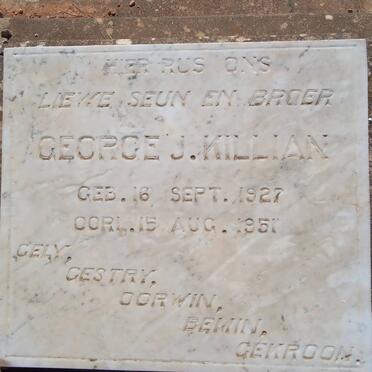 HIER RUS ONS
LIEWE SEUN EN BROER
GEORGE J. KILLIAN
GEB. 16 SEPT. 1927
OORL. 15 AUG. 1951
GELY,
GESTRY,
OORWIN,
BEMIN,
GEKROON.